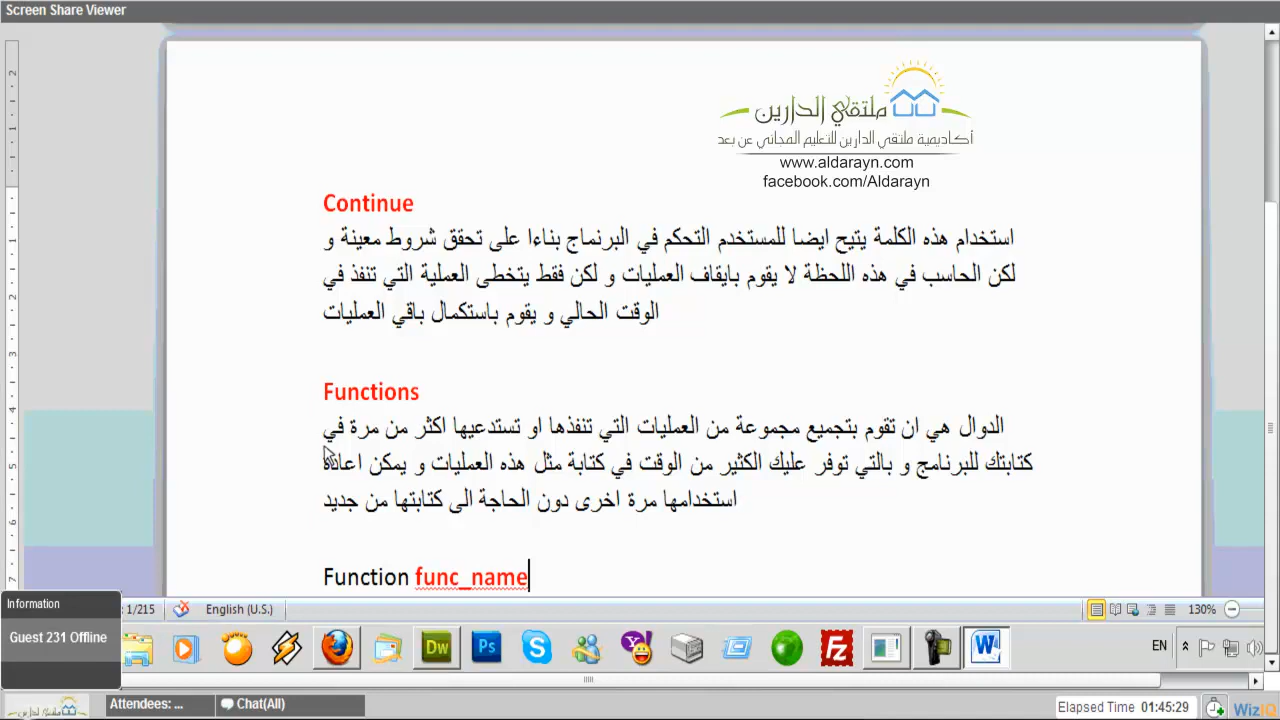 Screen Share Viewer
ملتقي الدارين
أكاديمية ملتقي الدارين للتعليم المجاني عن بعد
www.aldarayn.com
facebook.com/Aldarayn
Continue
استخدام هذه الكلمة يتيح ايضا للمستخدم التحكم في البرنماج بناءا على تحقق شروط معينة و
لكن الحاسب في هذه اللحظة لا يقوم بايقاف العمليات و لكن فقط يتخطى العملية التي تنفذ في
الوقت الحالي و يقوم باستكمال باقي العمليات
Functions
الدوال هي ان تقوم بتجميع مجموعة من العمليات التي تنفذها او تستدعيها اكثر من مرة في
كتابتك للبرنامج و بالتي توفر عليك الكثير من الوقت في كتابة مثل هذه العمليات و يمكن اعادة
استخدامها مرة اخرى دون الحاجة الى كتابتها من جديد
Function func_name
Information
Guest 231 Offline
: 1/215
English (U.S.)
130%
Dw
Ps
W
EN
Attendees: ...
Chat(All)
Elapsed Time 01:45:29
WizIQ